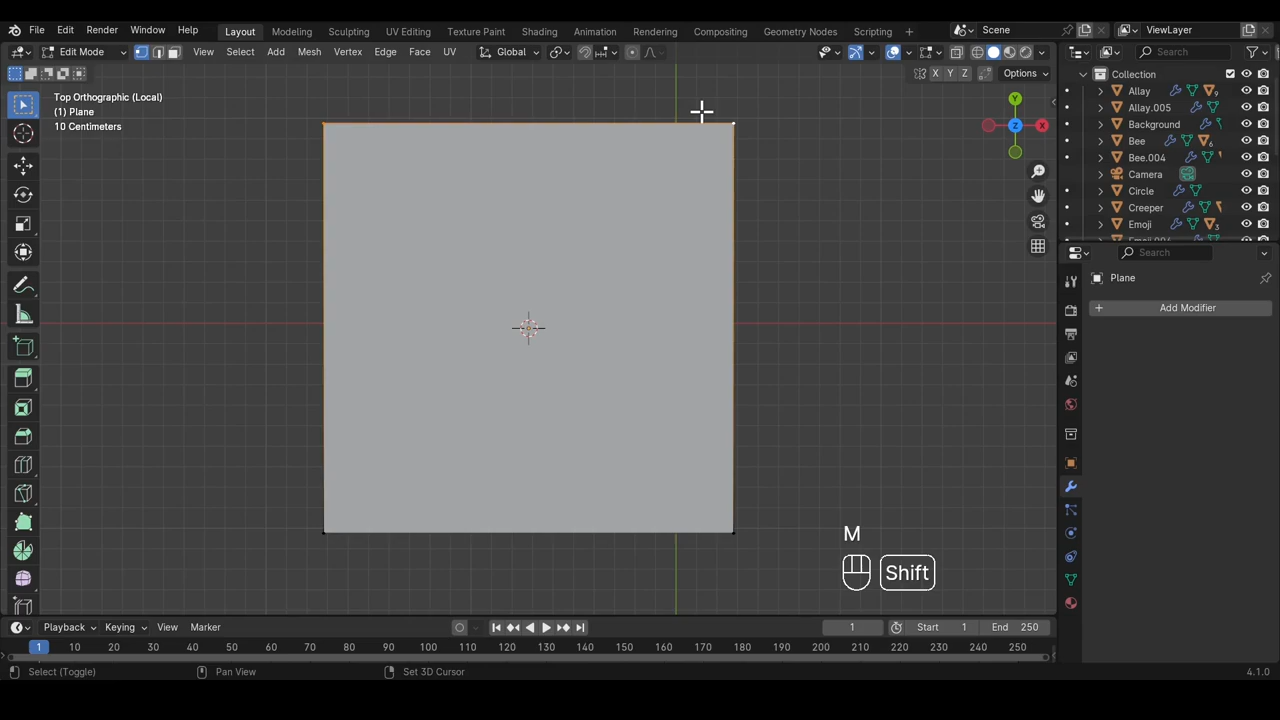 File Edit Render Window Help Layout Modeling Sculpting UV Editing Texture Paint Shading Animation Rendering Compositing Geometry Nodes Scripting + Scene ViewLayer
Edit Mode View Select Add Mesh Vertex Edge Face UV Global Search
X Y Z Options Collection
Top Orthographic (Local)
(1) Plane
10 Centimeters
Allay 9
Allay.005
Background
Bee 6
Bee.004
Camera
Circle
Creeper
Emoji 3
Y
Z
X
Search
Plane
+ Add Modifier
M
Shift
Playback Keying View Marker 1 Start 1 End 250
1 10 20 30 40 50 60 70 80 90 100 110 120 130 140 150 160 170 180 190 200 210 220 230 240 250
Select (Toggle) Pan View Set 3D Cursor 4.1.0